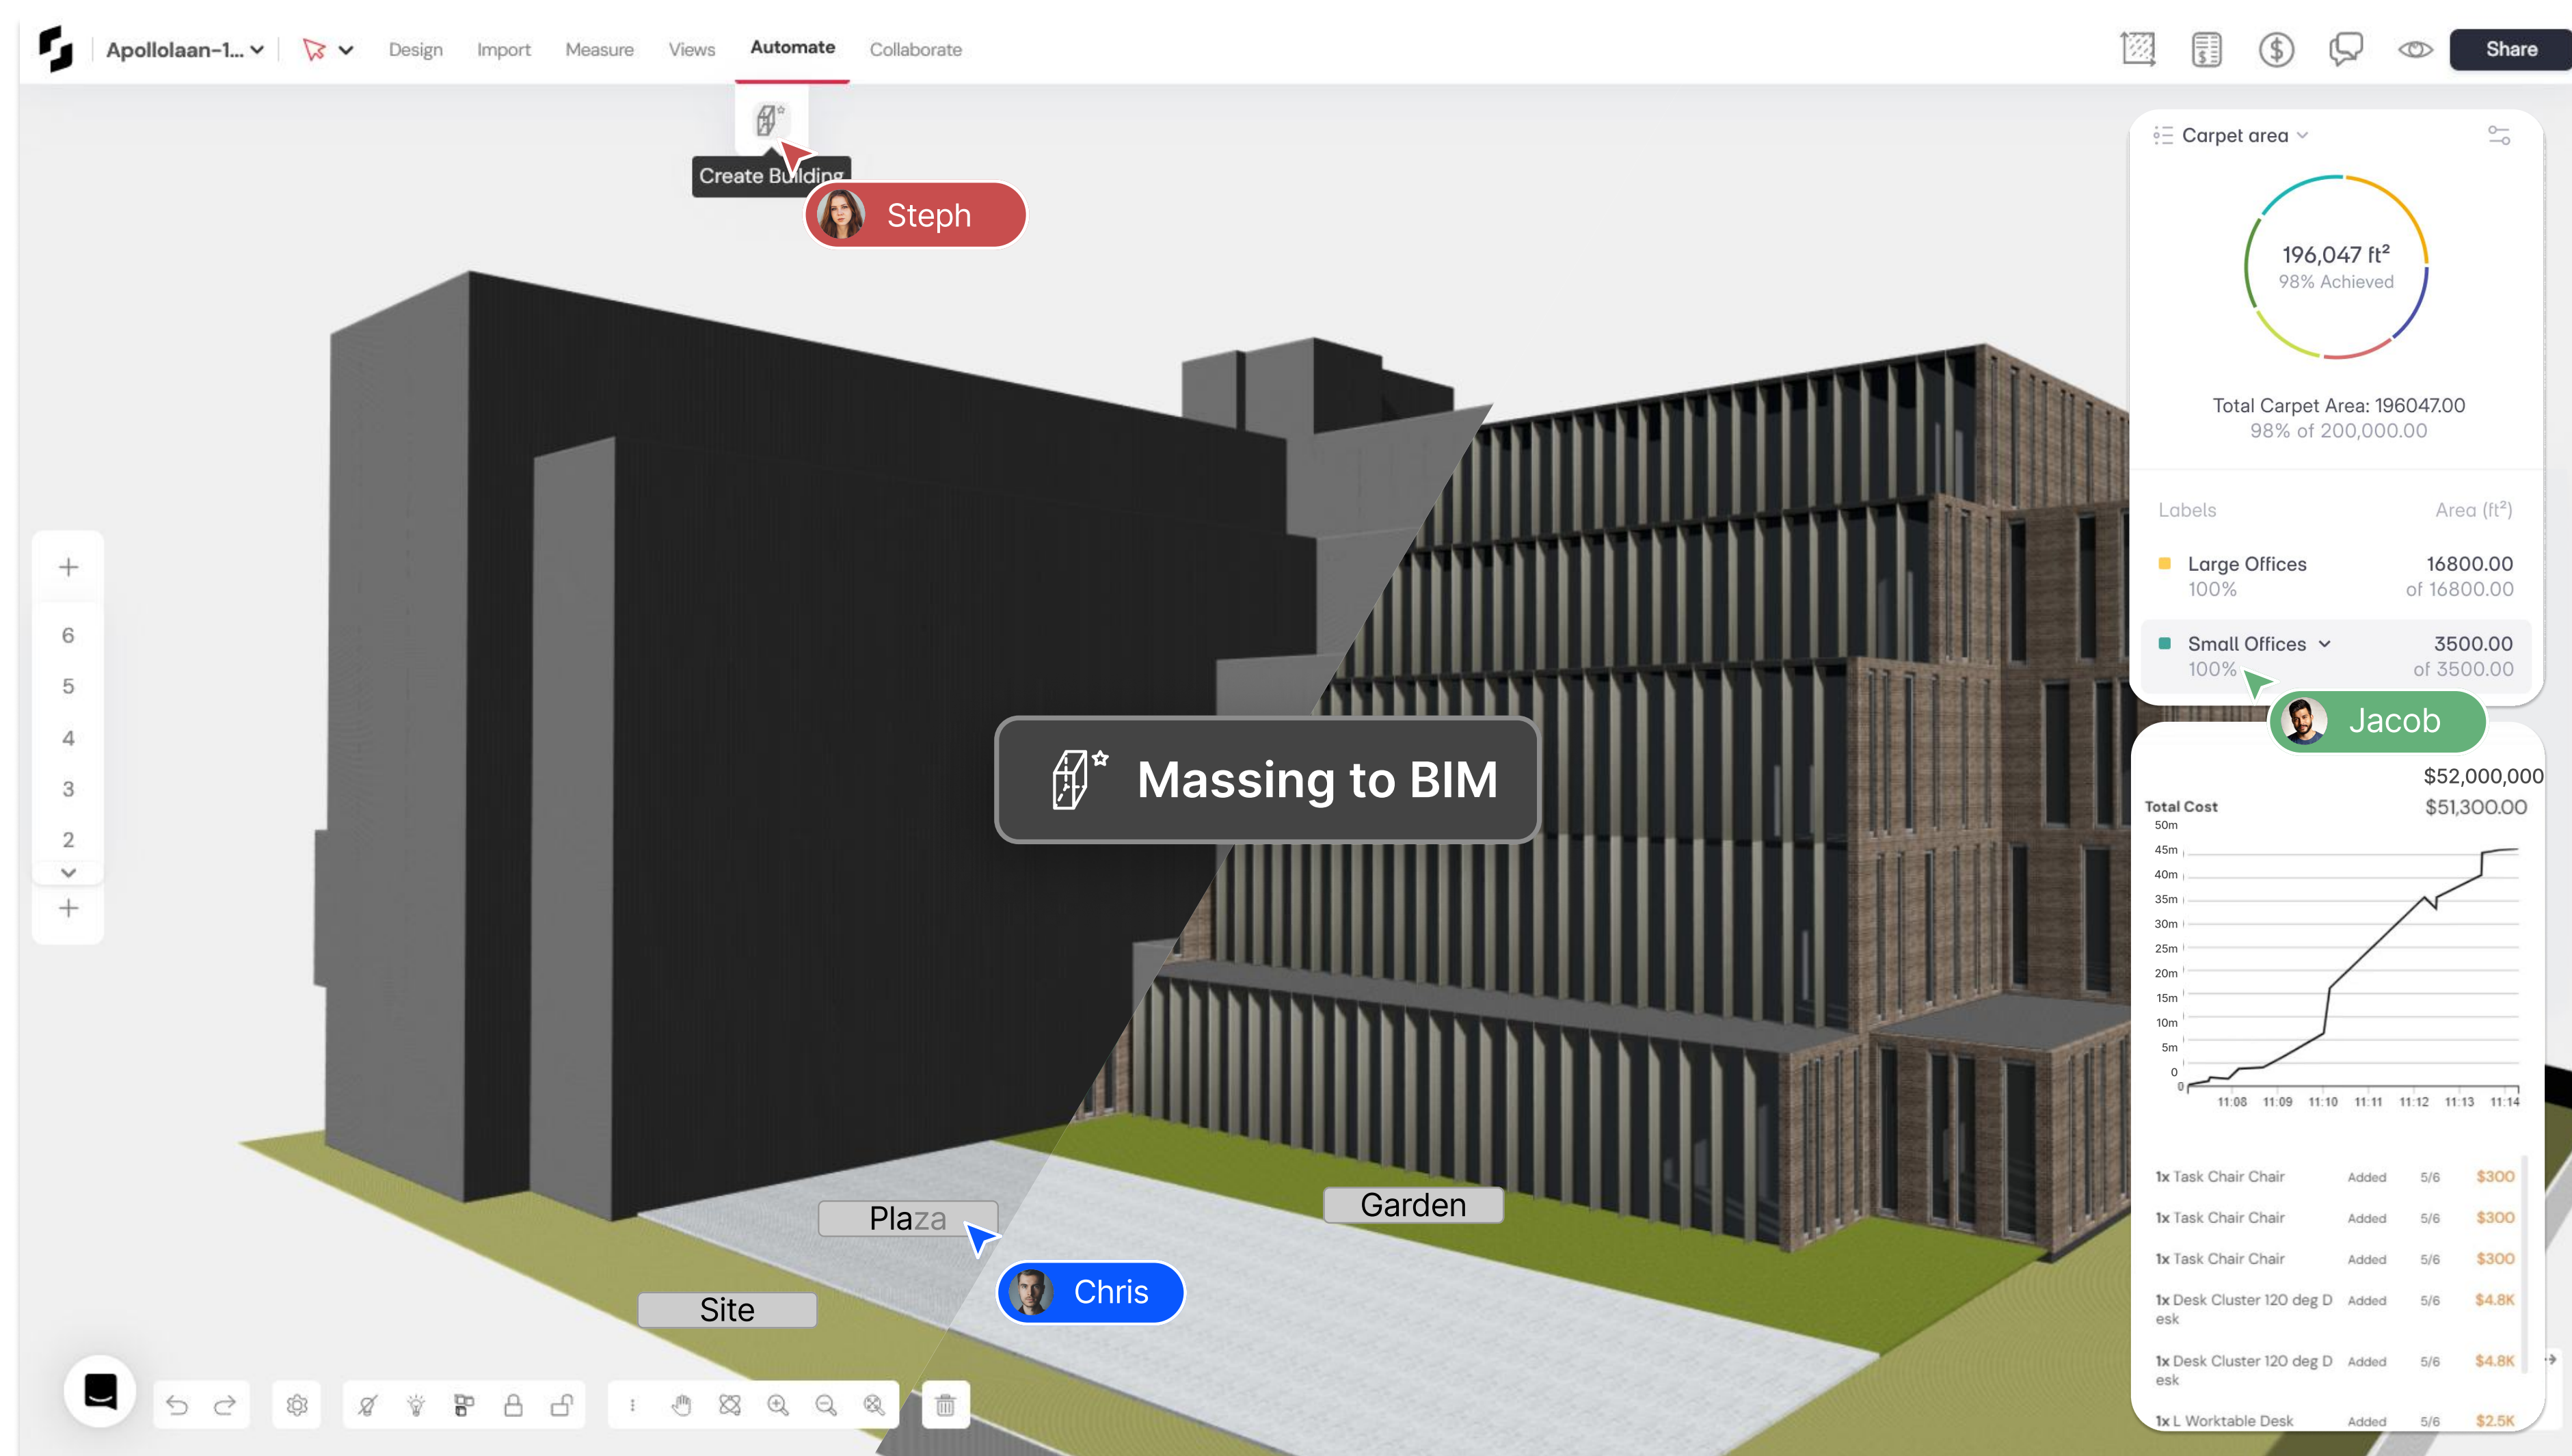 Apollolaan-1...
Design
Import
Measure
Views
Automate
Collaborate
Share
Create Building
Steph
Carpet area
196,047 ft²
98% Achieved
Total Carpet Area: 196047.00
98% of 200,000.00
Labels
Area (ft²)
Large Offices
16800.00
100%
of 16800.00
Small Offices
3500.00
100%
of 3500.00
Jacob
6
5
4
3
2
Massing to BIM
$52,000,000
Total Cost
$51,300.00
50m
45m
40m
35m
30m
25m
20m
15m
10m
5m
0
0
11:08 11:09 11:10 11:11 11:12 11:13 11:14
1x Task Chair Chair Added 5/6 $300
1x Task Chair Chair Added 5/6 $300
1x Task Chair Chair Added 5/6 $300
1x Desk Cluster 120 deg D Added 5/6 $4.8K
esk
1x Desk Cluster 120 deg D Added 5/6 $4.8K
esk
1x L Worktable Desk Added 5/6 $2.5K
Garden
Plaza
Chris
Site